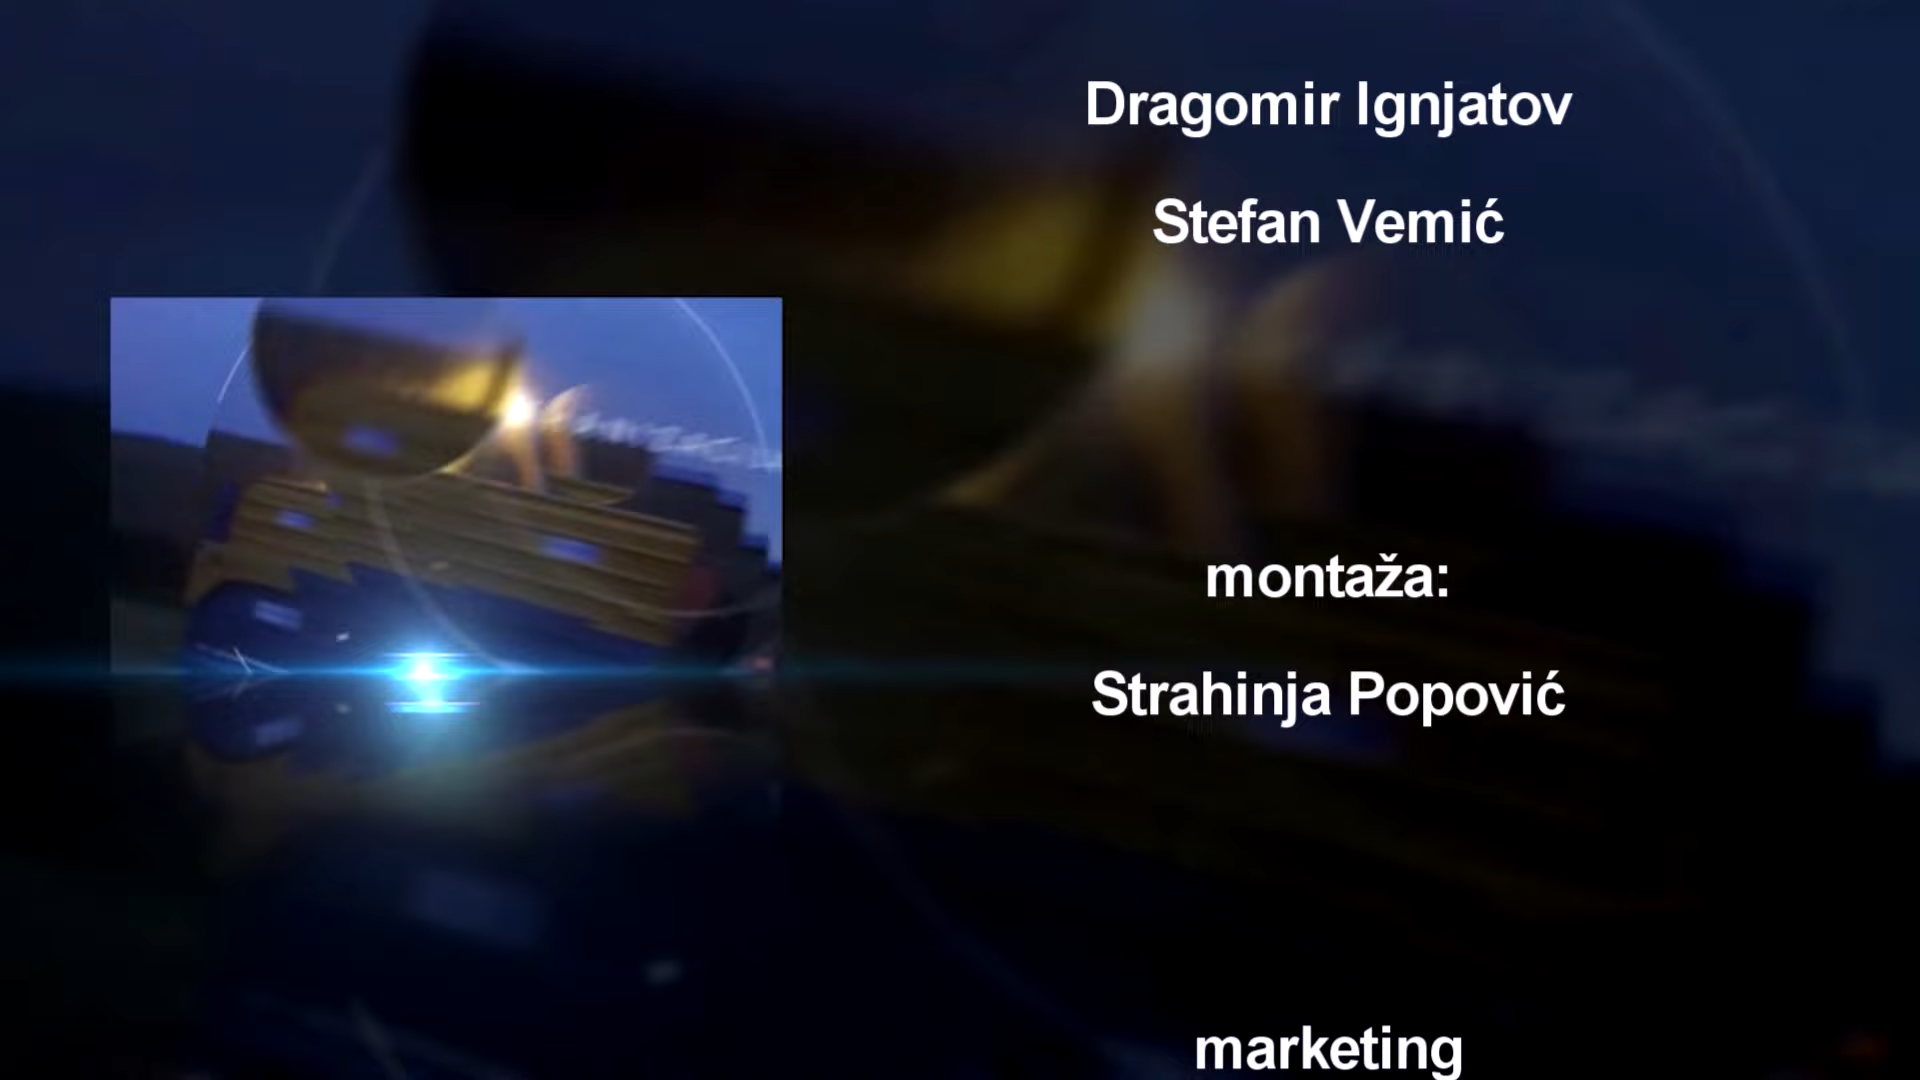 Dragomir Ignjatov
Stefan Vemić
montaža:
Strahinja Popović
marketing